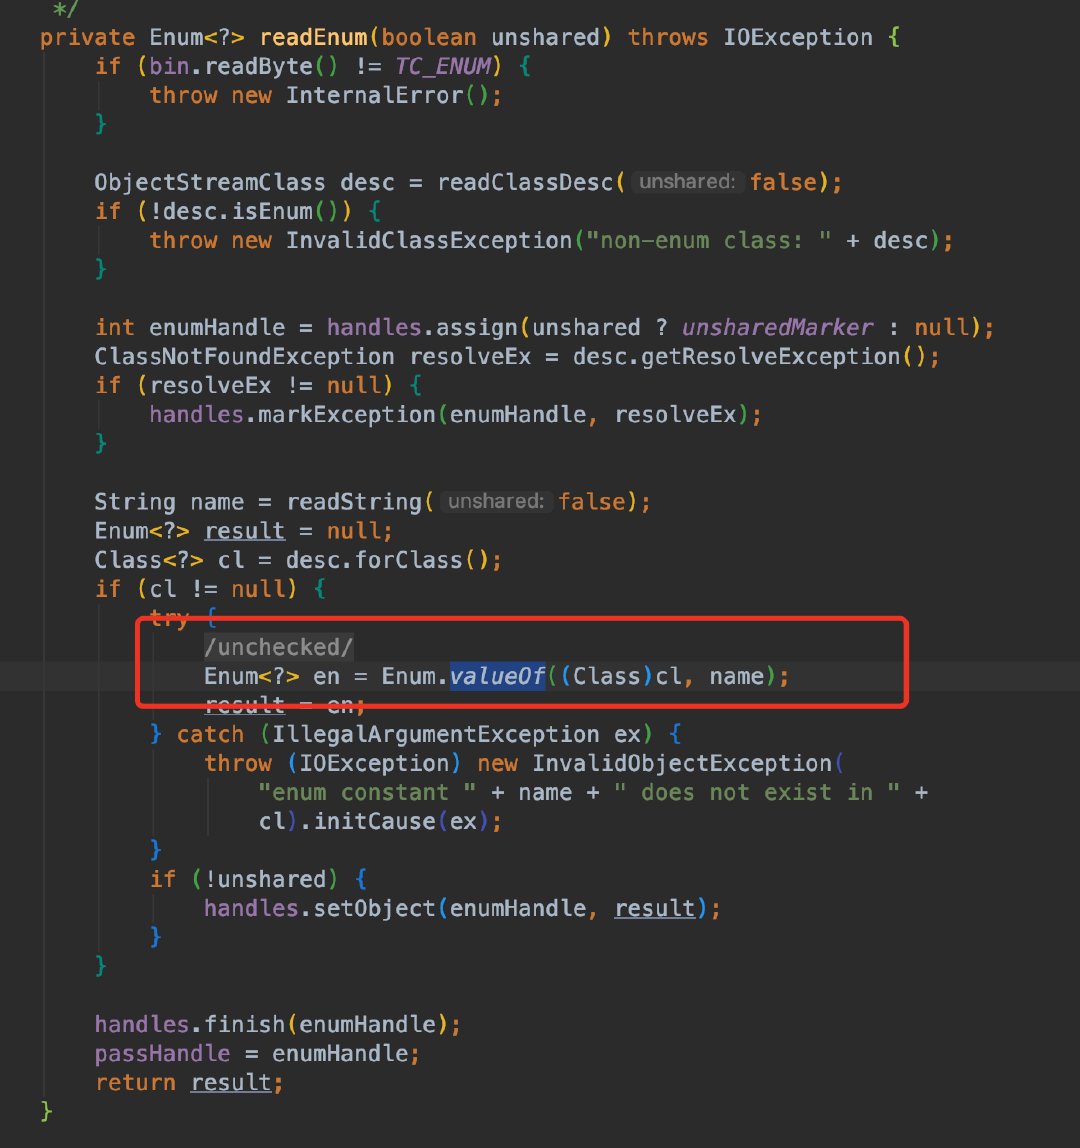 */
private Enum<?> readEnum(boolean unshared) throws IOException {
if (bin.readByte() != TC_ENUM) {
throw new InternalError();
}
ObjectStreamClass desc = readClassDesc( unshared: false);
if (!desc.isEnum()) {
throw new InvalidClassException("non-enum class: " + desc);
}
int enumHandle = handles.assign(unshared ? unsharedMarker : null);
ClassNotFoundException resolveEx = desc.getResolveException();
if (resolveEx != null) {
handles.markException(enumHandle, resolveEx);
}
String name = readString( unshared: false);
Enum<?> result = null;
Class<?> cl = desc.forClass();
if (cl != null) {
try {
/unchecked/
Enum<?> en = Enum.valueOf((Class)cl, name);
result = en;
} catch (IllegalArgumentException ex) {
throw (IOException) new InvalidObjectException(
"enum constant " + name + " does not exist in " +
cl).initCause(ex);
}
if (!unshared) {
handles.setObject(enumHandle, result);
}
}
handles.finish(enumHandle);
passHandle = enumHandle;
return result;
}